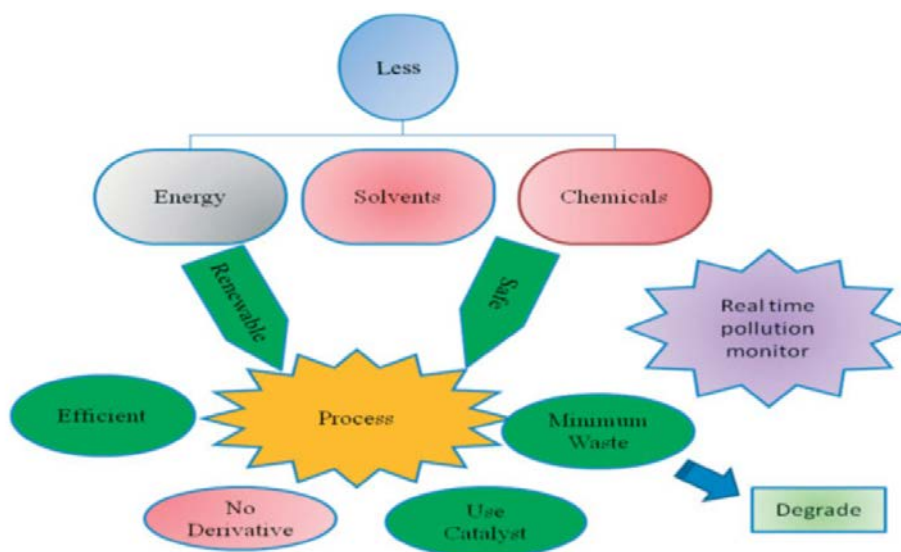 Less
Energy
Solvents
Chemicals
Renewable
Safe
Real time
pollution
monitor
Efficient
Process
Minimum
Waste
No
Derivative
Use
Catalyst
Degrade